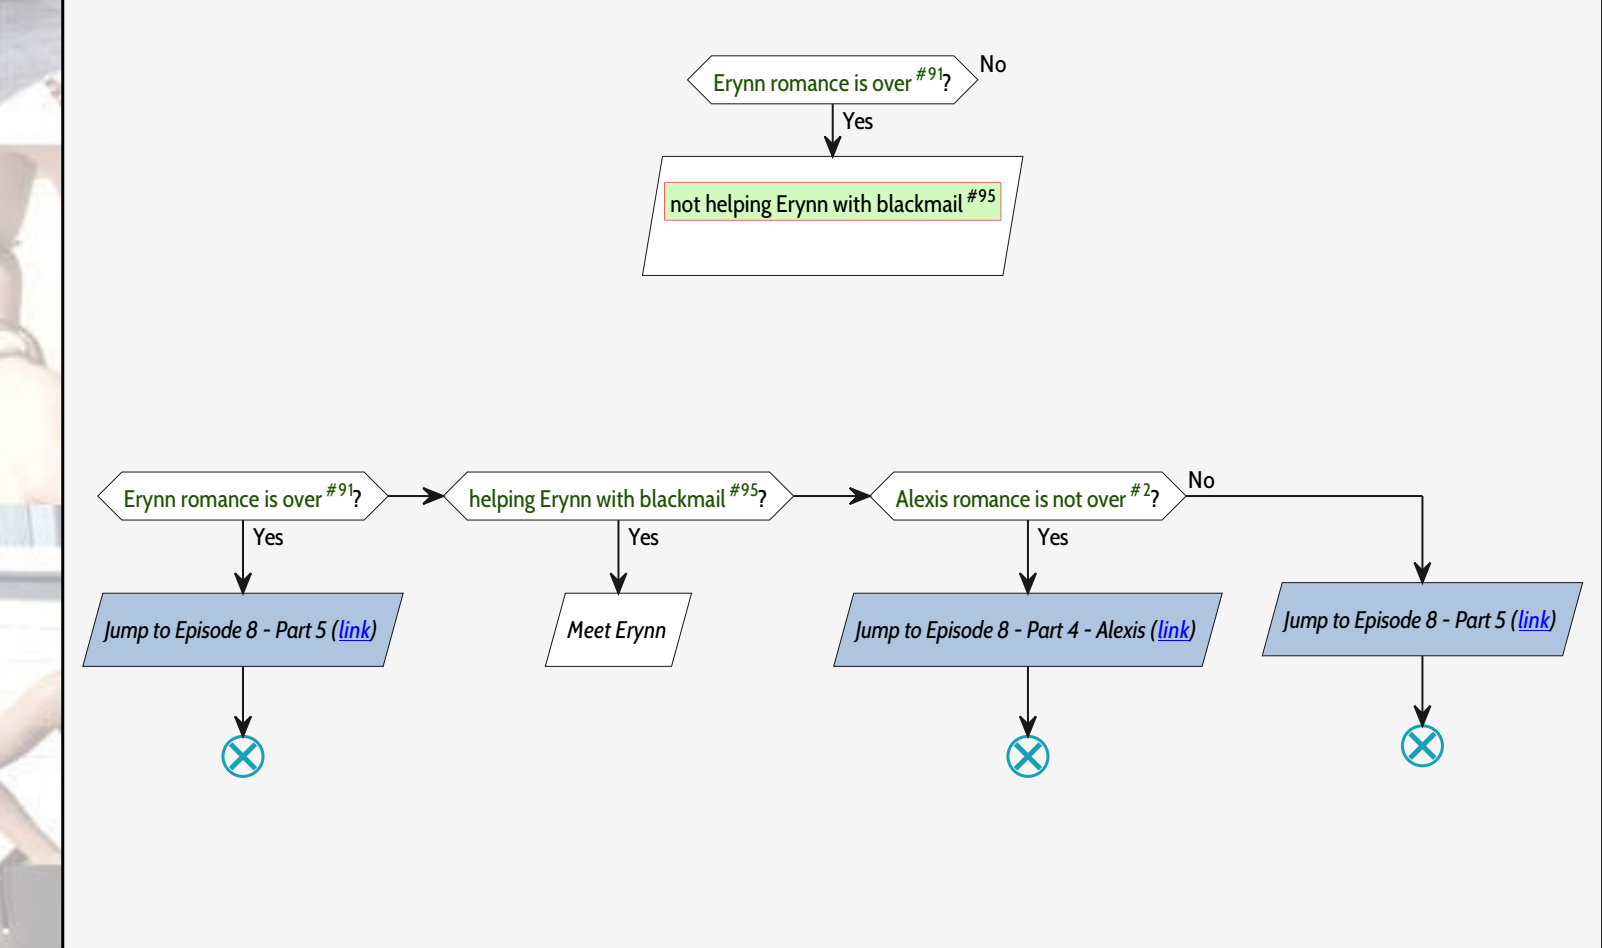 No
Erynn romance is over #91?
Yes
not helping Erynn with blackmail #95
Erynn romance is over #91?
helping Erynn with blackmail #95?
Alexis romance is not over #2?
No
Yes
Yes
Yes
Jump to Episode 8 - Part 5 (link)
Meet Erynn
Jump to Episode 8 - Part 4 - Alexis (link)
Jump to Episode 8 - Part 5 (link)